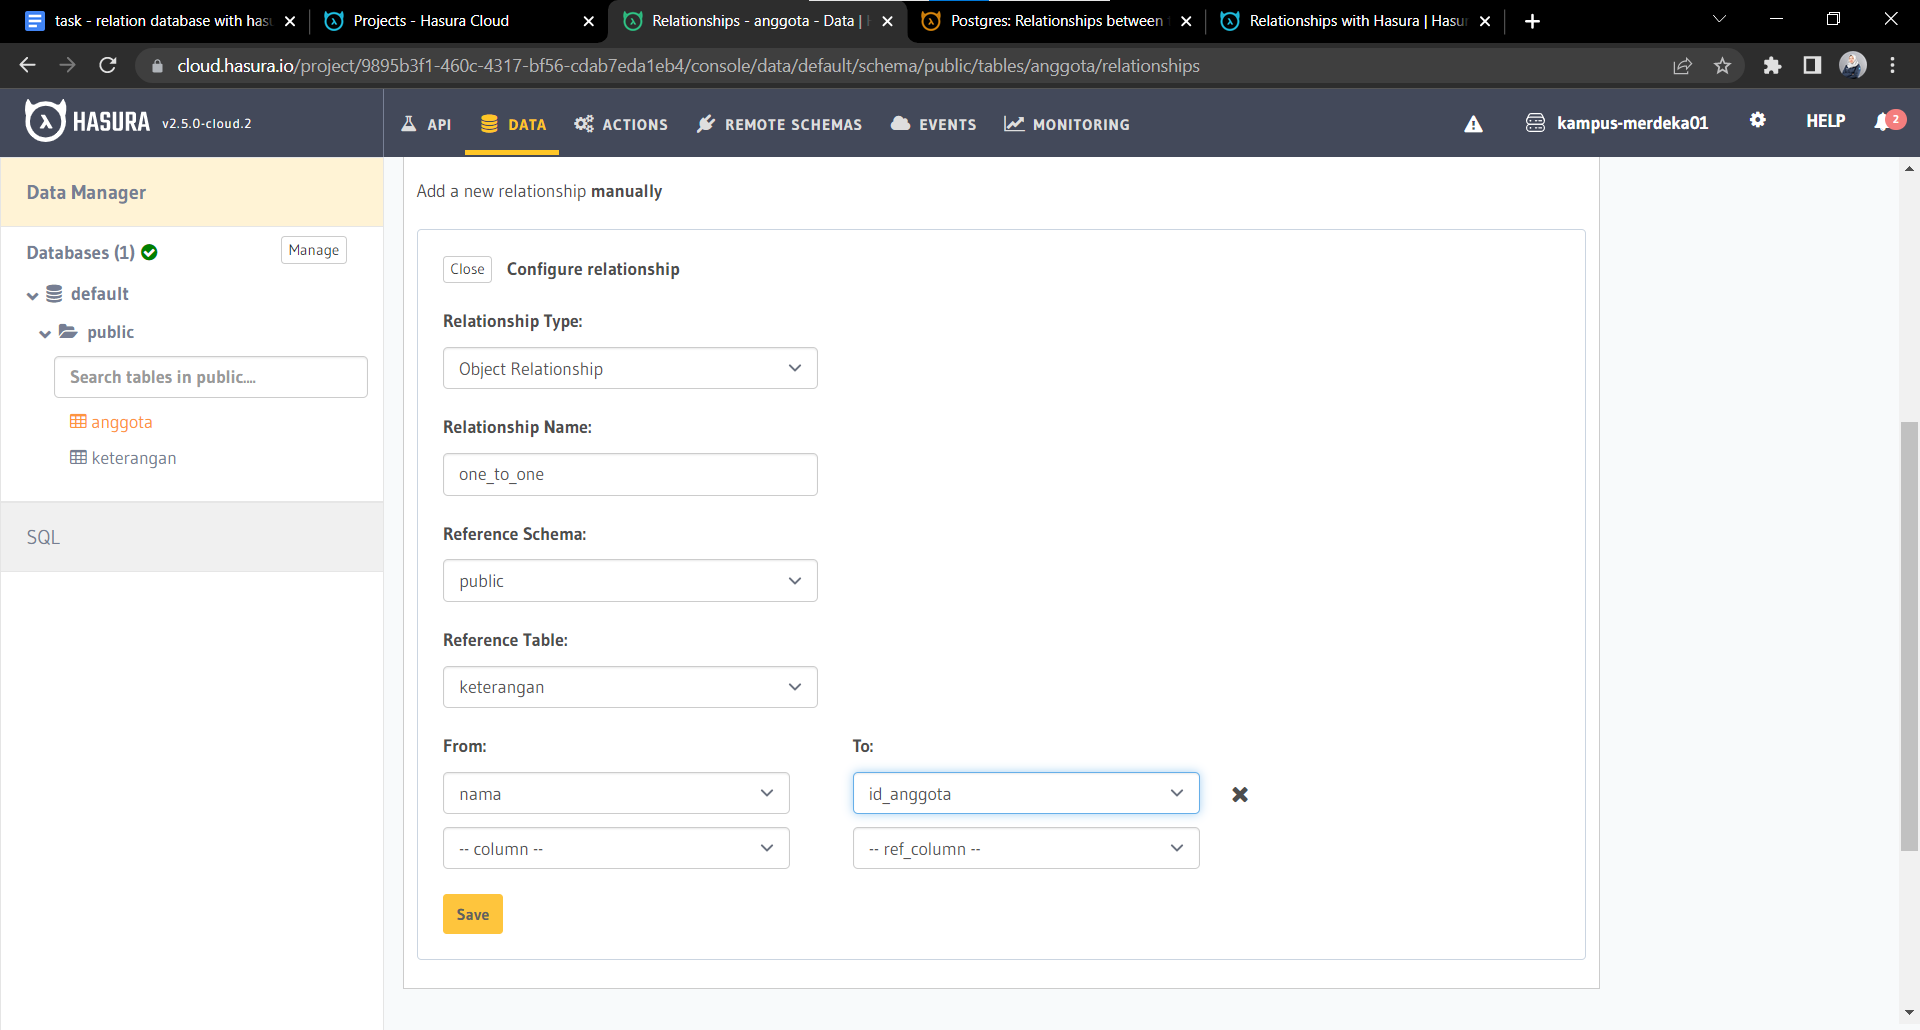 task - relation database with hasu
Projects - Hasura Cloud
Relationships - anggota - Data |
Postgres: Relationships between
Relationships with Hasura | Hasu
cloud.hasura.io/project/9895b3f1-460c-4317-bf56-cdab7eda1eb4/console/data/default/schema/public/tables/anggota/relationships
HASURA v2.5.0-cloud.2
API
DATA
ACTIONS
REMOTE SCHEMAS
EVENTS
MONITORING
kampus-merdeka01
HELP
2
Data Manager
Databases (1)
Manage
default
public
Search tables in public....
anggota
keterangan
SQL
Add a new relationship manually
Close
Configure relationship
Relationship Type:
Object Relationship
Relationship Name:
one_to_one
Reference Schema:
public
Reference Table:
keterangan
From:
To:
nama
id_anggota
-- column --
-- ref_column --
Save